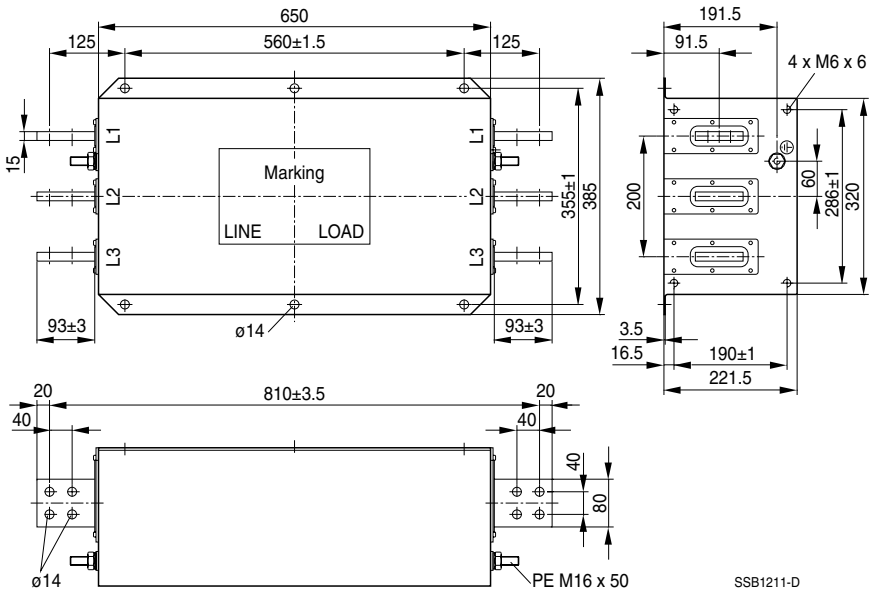 650
125
560±1.5
125
191.5
91.5
4 x M6 x 6
L1
L1
15
Marking
L2
L2
LINE
LOAD
L3
L3
355±1
385
200
60
286±1
320
93±3
ø14
93±3
3.5
16.5
190±1
221.5
20
810±3.5
20
40
40
40
80
ø14
PE M16 x 50
SSB1211-D